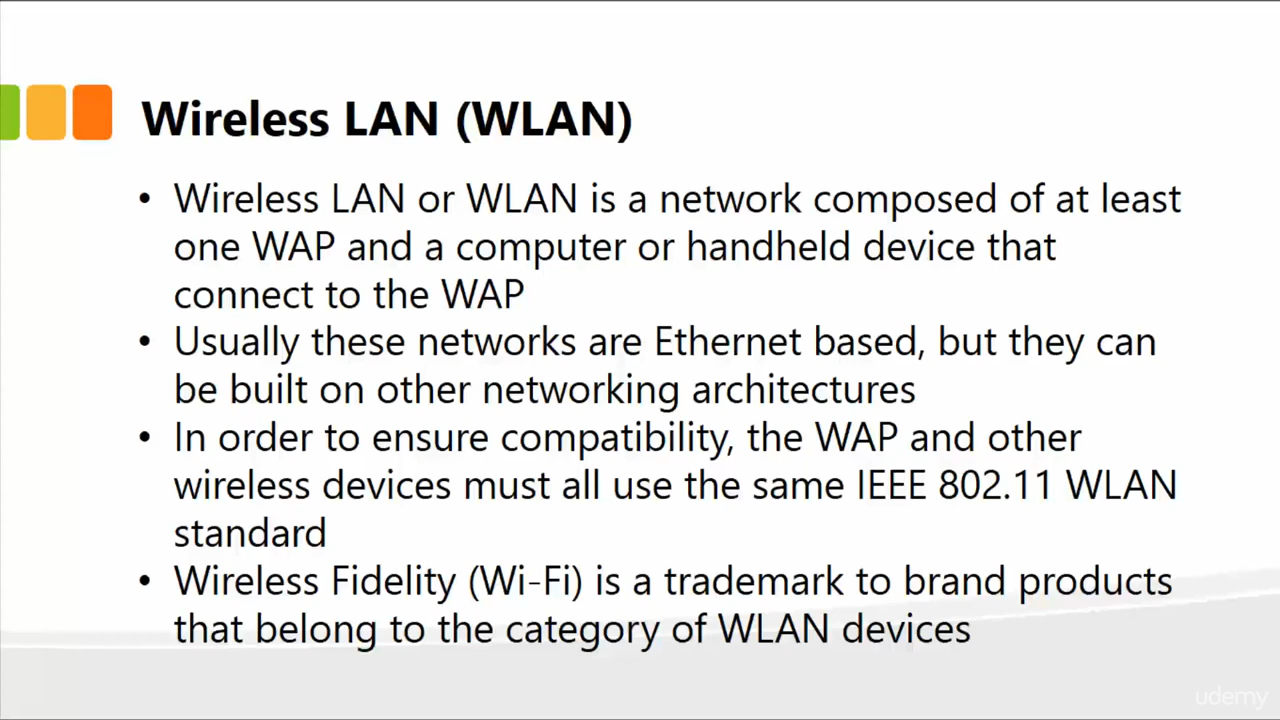 Wireless LAN (WLAN)
• Wireless LAN or WLAN is a network composed of at least
one WAP and a computer or handheld device that
connect to the WAP
• Usually these networks are Ethernet based, but they can
be built on other networking architectures
• In order to ensure compatibility, the WAP and other
wireless devices must all use the same IEEE 802.11 WLAN
standard
• Wireless Fidelity (Wi-Fi) is a trademark to brand products
that belong to the category of WLAN devices
udemy